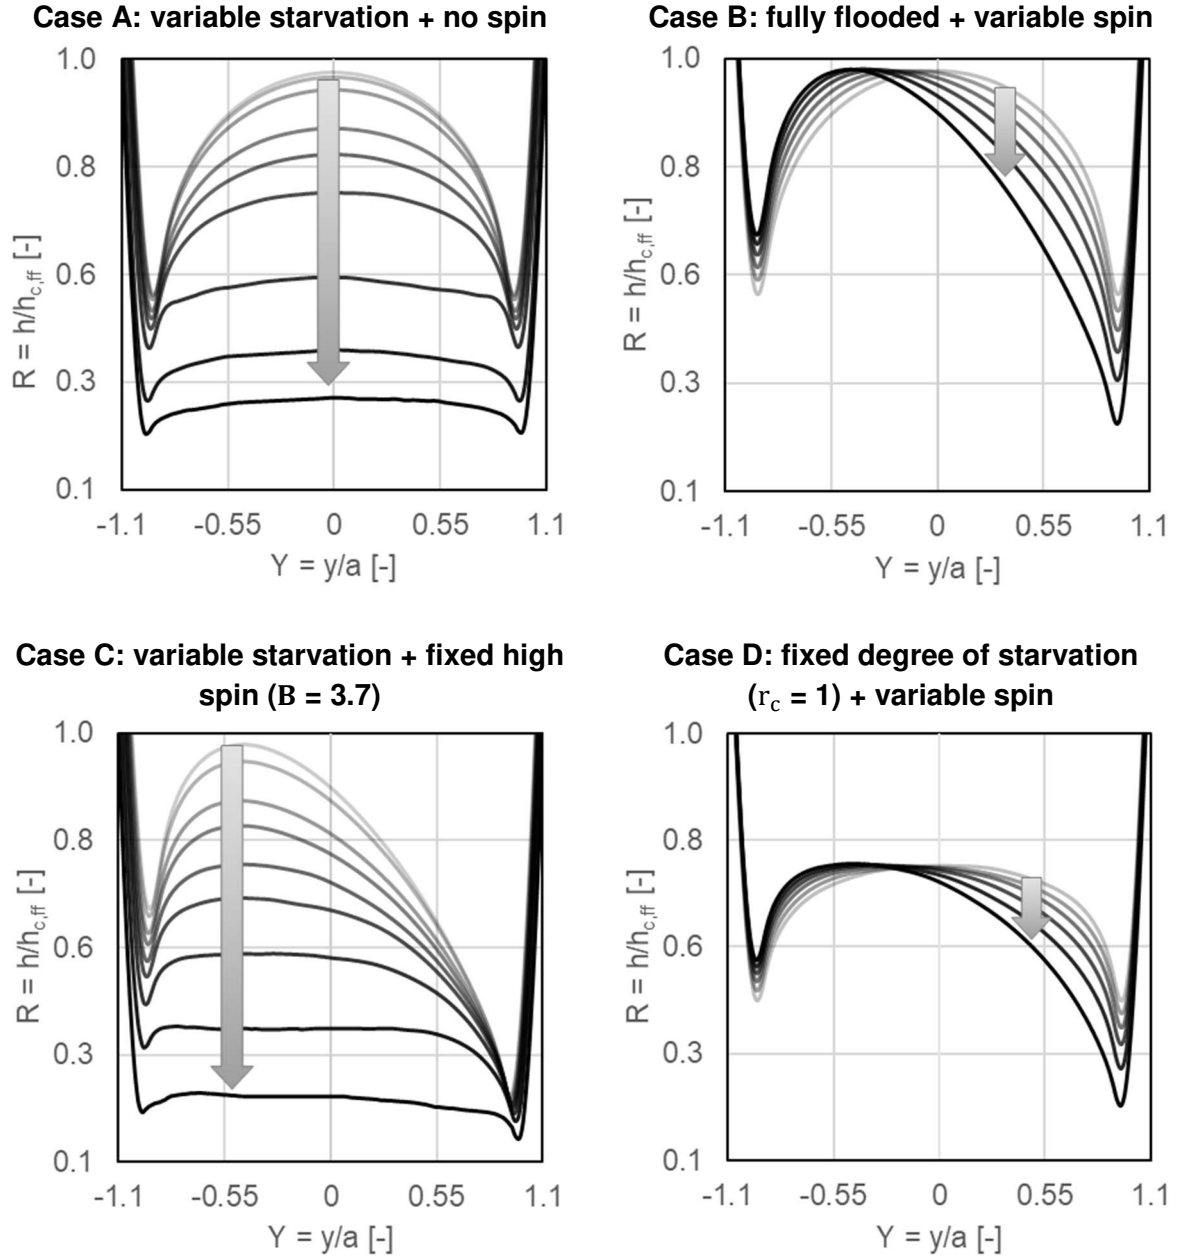 Case A: variable starvation + no spin
1.0
0.8
0.6
0.3
0.1
R = h/h_c,ff [-]
-1.1 -0.55 0 0.55 1.1
Y = y/a [-]
Case B: fully flooded + variable spin
1.0
0.8
0.6
0.3
0.1
R = h/h_c,ff [-]
-1.1 -0.55 0 0.55 1.1
Y = y/a [-]
Case C: variable starvation + fixed high
spin (B = 3.7)
1.0
0.8
0.6
0.3
0.1
R = h/h_c,ff [-]
-1.1 -0.55 0 0.55 1.1
Y = y/a [-]
Case D: fixed degree of starvation
(r_c = 1) + variable spin
1.0
0.8
0.6
0.3
0.1
R = h/h_c,ff [-]
-1.1 -0.55 0 0.55 1.1
Y = y/a [-]